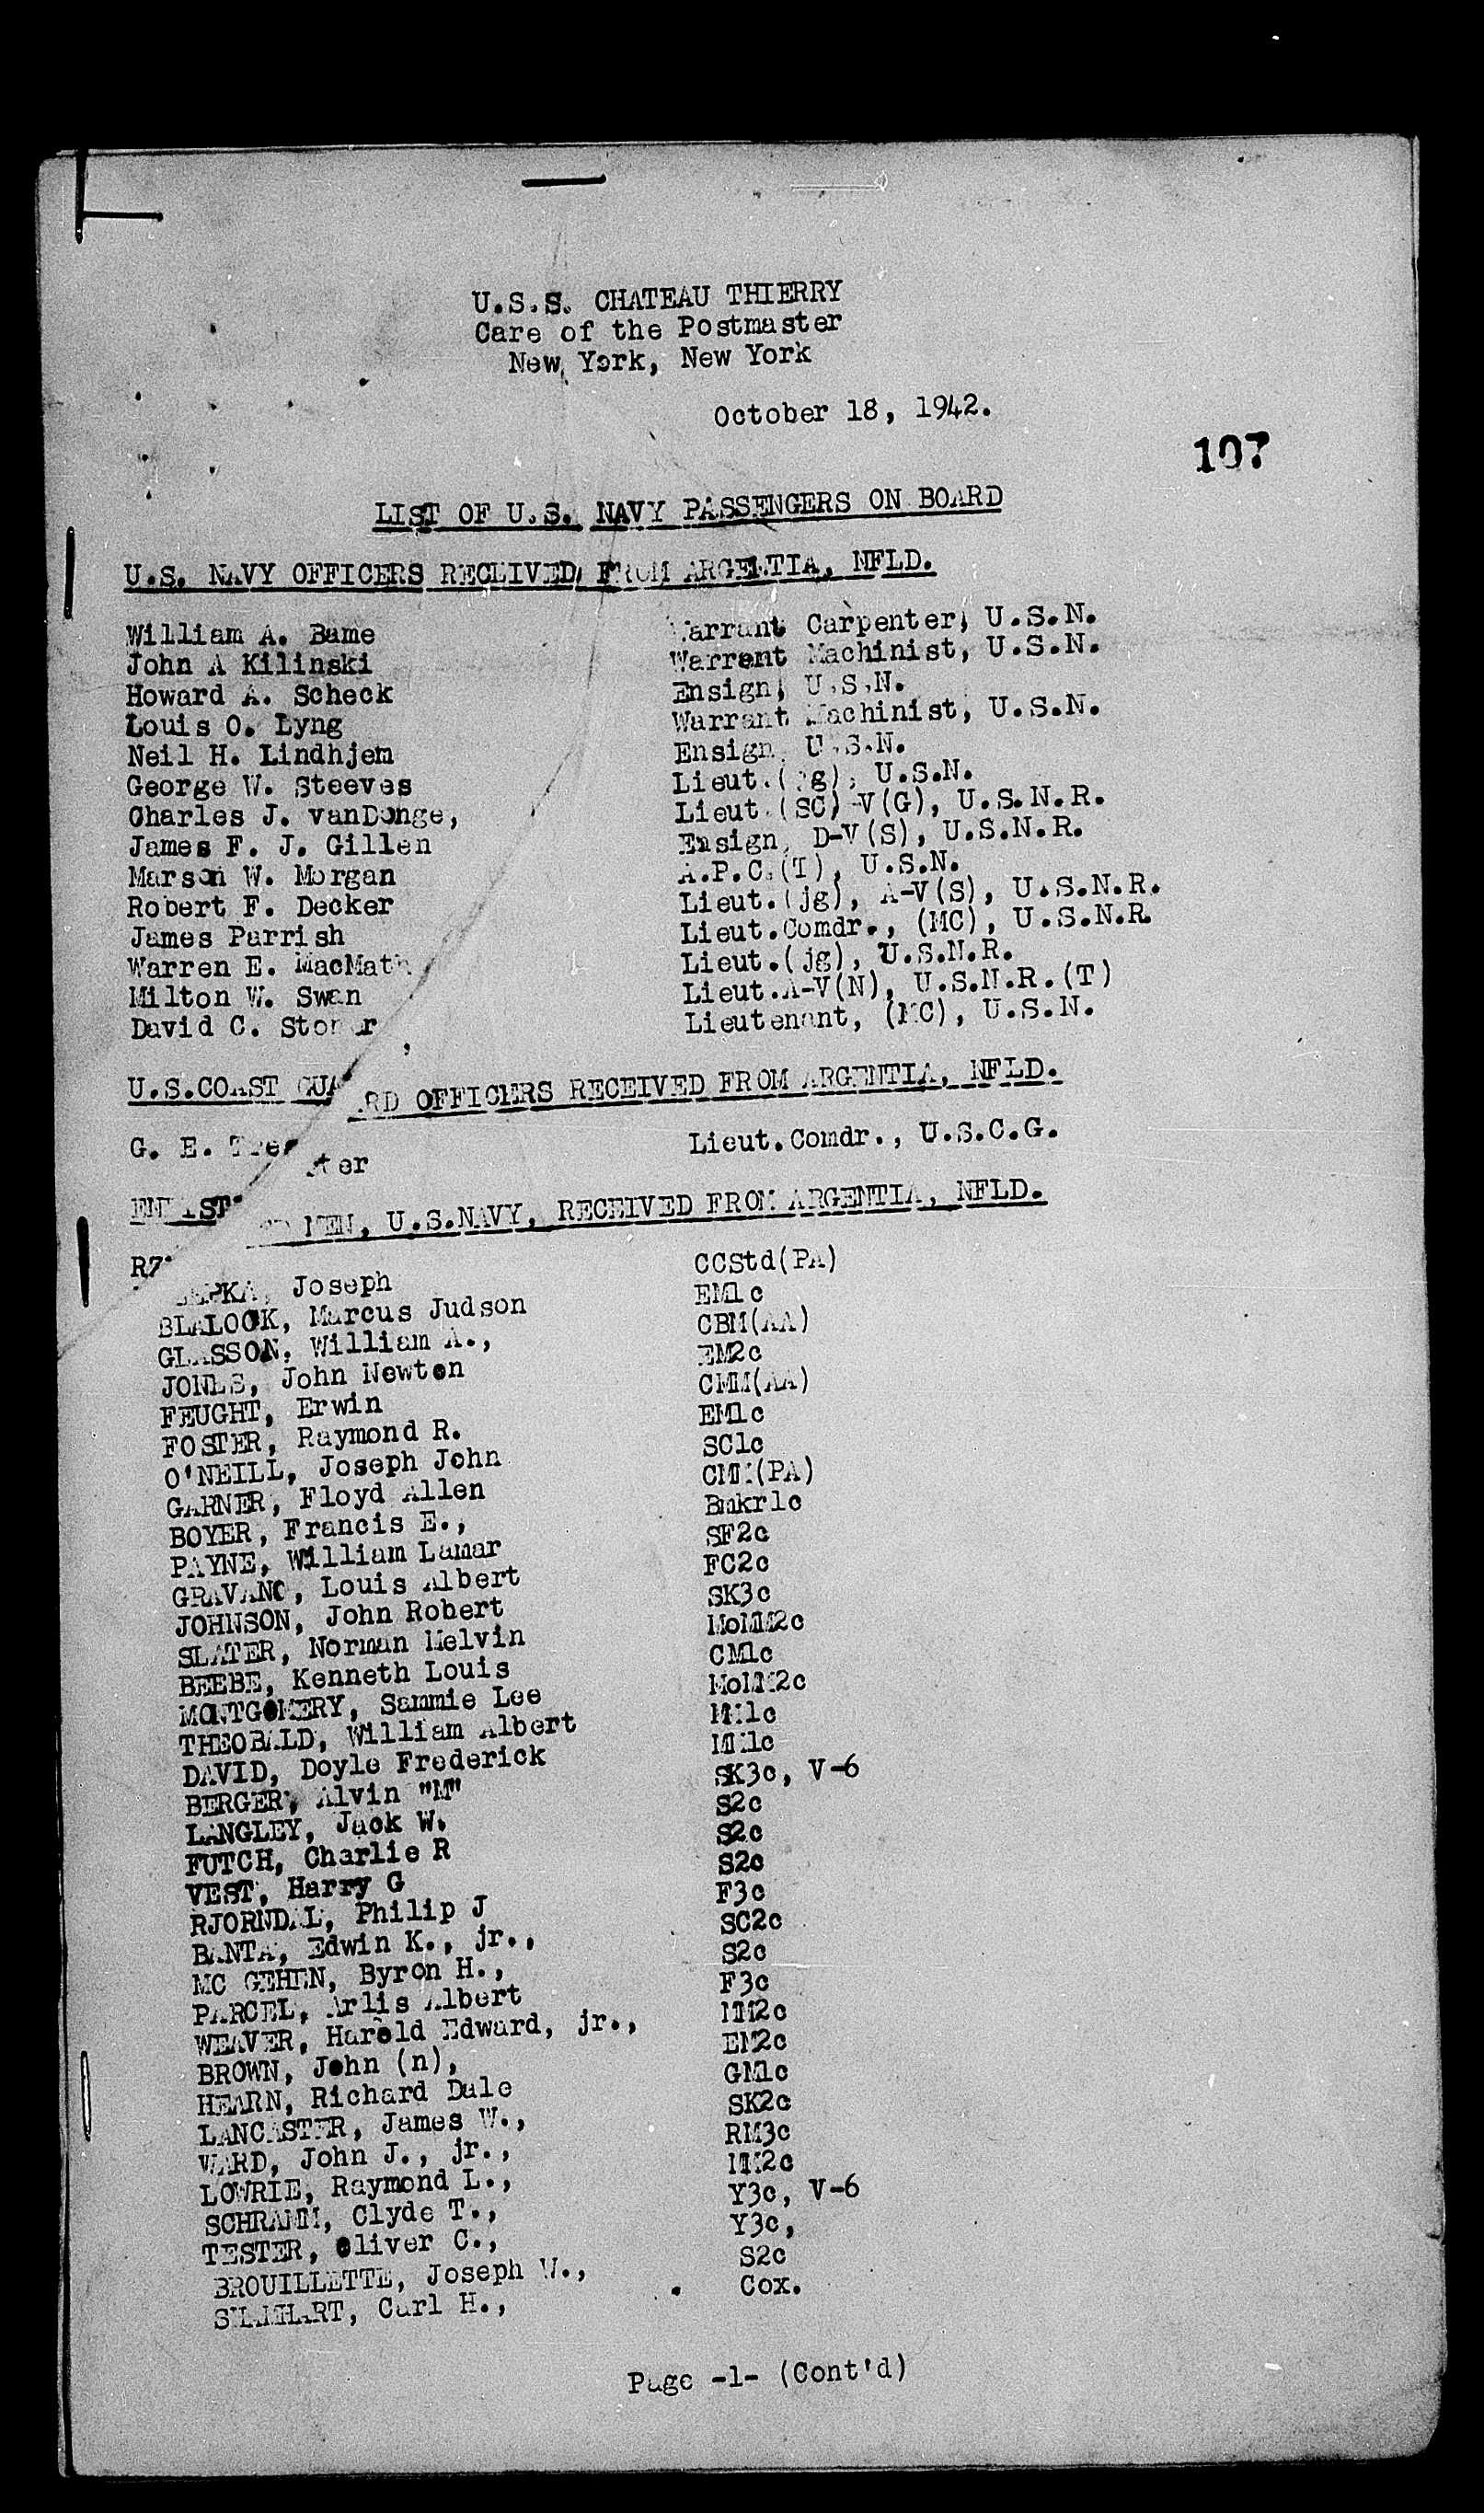 U.S.S. CHATEAU THIERRY
Care of the Postmaster
New York, New York
October 18, 1942.
107
LIST OF U.S. NAVY PASSENGERS ON BOARD
U.S. NAVY OFFICERS RECEIVED FROM ARGENTIA, NFLD.
William A. Bame Warrant Carpenter, U.S.N.
John A Kilinski Warrant Machinist, U.S.N.
Howard A. Scheck Ensign, U.S.N.
Louis O. Lyng Warrant Machinist, U.S.N.
Neil H. Lindhjem Ensign, U.S.N.
George W. Steeves Lieut.(jg), U.S.N.
Charles J. vanDonge, Lieut.(SC)-V(G), U.S.N.R.
James F. J. Gillen Ensign, D-V(S), U.S.N.R.
Marson W. Morgan A.P.C.(T), U.S.N.
Robert F. Decker Lieut.(jg), A-V(S), U.S.N.R.
James Parrish Lieut.Comdr., (MC), U.S.N.R.
Warren E. MacMath Lieut.(jg), U.S.N.R.
Milton W. Swan Lieut.A-V(N), U.S.N.R.(T)
David C. Stoner Lieutenant, (MC), U.S.N.
U.S.COAST GUARD OFFICERS RECEIVED FROM ARGENTIA, NFLD.
G. E. Lieut.Comdr., U.S.C.G.
ENLISTED MEN, U.S.NAVY, RECEIVED FROM ARGENTIA, NFLD.
Joseph CCStd(PA)
BLALOCK, Marcus Judson EM1c
GLASSON, William A., CBM(AA)
JONES, John Newton EM2c
FEUGHT, Erwin CMM(AA)
FOSTER, Raymond R. EM1c
O'NEILL, Joseph John SC1c
GARNER, Floyd Allen CMM(PA)
BOYER, Francis E., Bmkr1c
PAYNE, William Lamar SF2c
GRAVANO, Louis Albert FC2c
JOHNSON, John Robert SK3c
SLATER, Norman Melvin MoMM2c
BEEBE, Kenneth Louis CM1c
MONTGOMERY, Sammie Lee MoMM2c
THEOBALD, William Albert MM1c
DAVID, Doyle Frederick MM1c
BERGER, Alvin "M" SK3c, V-6
LANGLEY, Jack W. S2c
FUTCH, Charlie R S2c
VEST, Harry G S2c
RJORNDAL, Philip J F3c
BANTA, Edwin K., jr., SC2c
MC GEHEN, Byron H., S2c
PARCEL, Arlis Albert F3c
WEAVER, Harold Edward, jr., MM2c
BROWN, John (n), EM2c
HEARN, Richard Dale GM1c
LANCASTER, James W., SK2c
WARD, John J., jr., RM3c
LOWRIE, Raymond L., MM2c
SCHRAMM, Clyde T., Y3c, V-6
TESTER, Oliver C., Y3c,
BROUILLETTE, Joseph W., S2c
Carl H., Cox.
Page -1- (Cont'd)